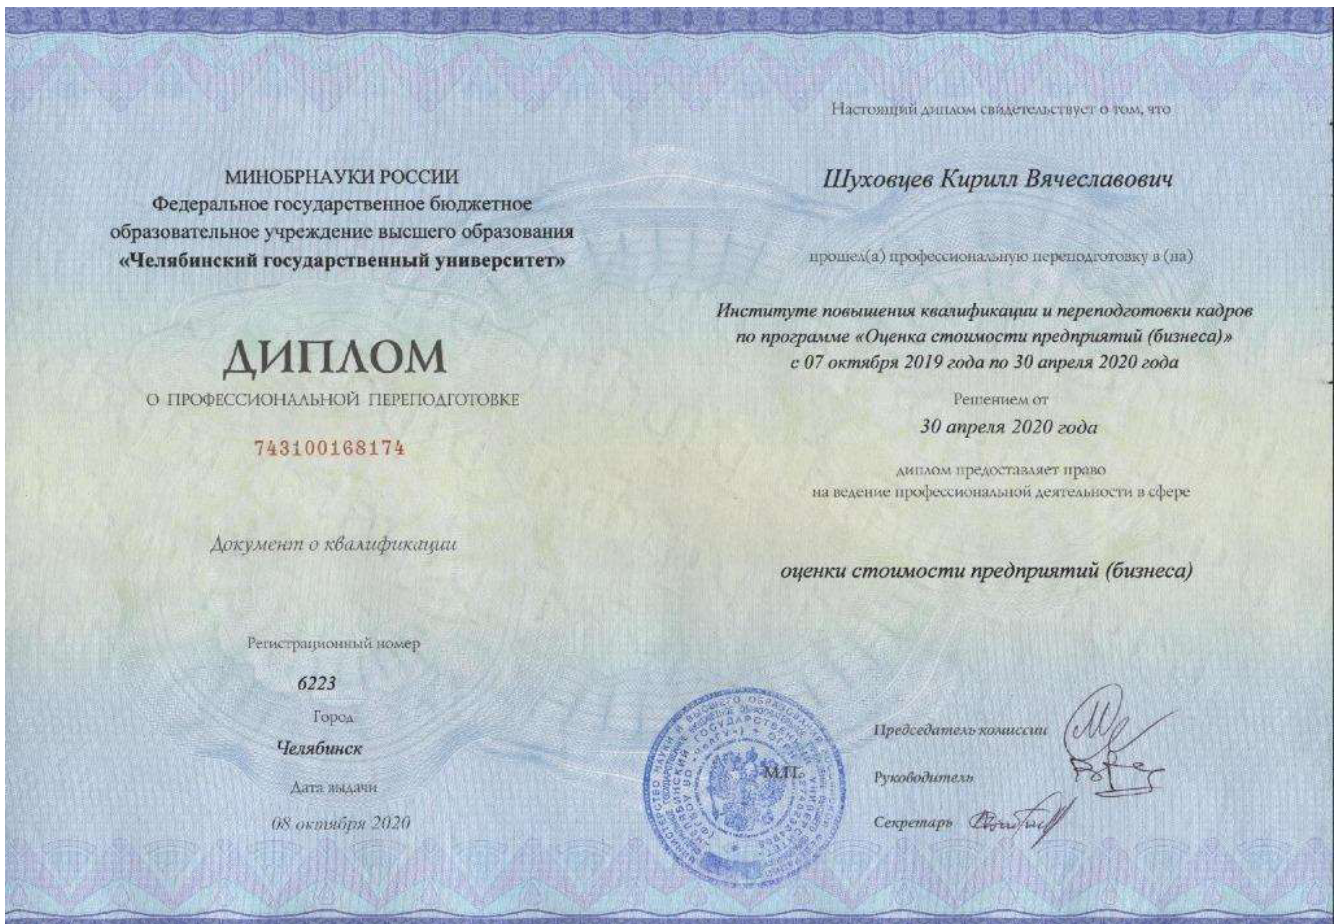 МИНОБРНАУКИ РОССИИ
Федеральное государственное бюджетное
образовательное учреждение высшего образования
«Челябинский государственный университет»
ДИПЛОМ
О ПРОФЕССИОНАЛЬНОЙ ПЕРЕПОДГОТОВКЕ
743100168174
Документ о квалификации
Регистрационный номер
6223
Город
Челябинск
Дата выдачи
08 октября 2020
Настоящий диплом свидетельствует о том, что
Шуховцев Кирилл Вячеславович
прошел(а) профессиональную переподготовку в (на)
Институте повышения квалификации и переподготовки кадров
по программе «Оценка стоимости предприятий (бизнеса)»
с 07 октября 2019 года по 30 апреля 2020 года
Решением от
30 апреля 2020 года
диплом предоставляет право
на ведение профессиональной деятельности в сфере
оценки стоимости предприятий (бизнеса)
М.П.
Председатель комиссии
Руководитель
Секретарь